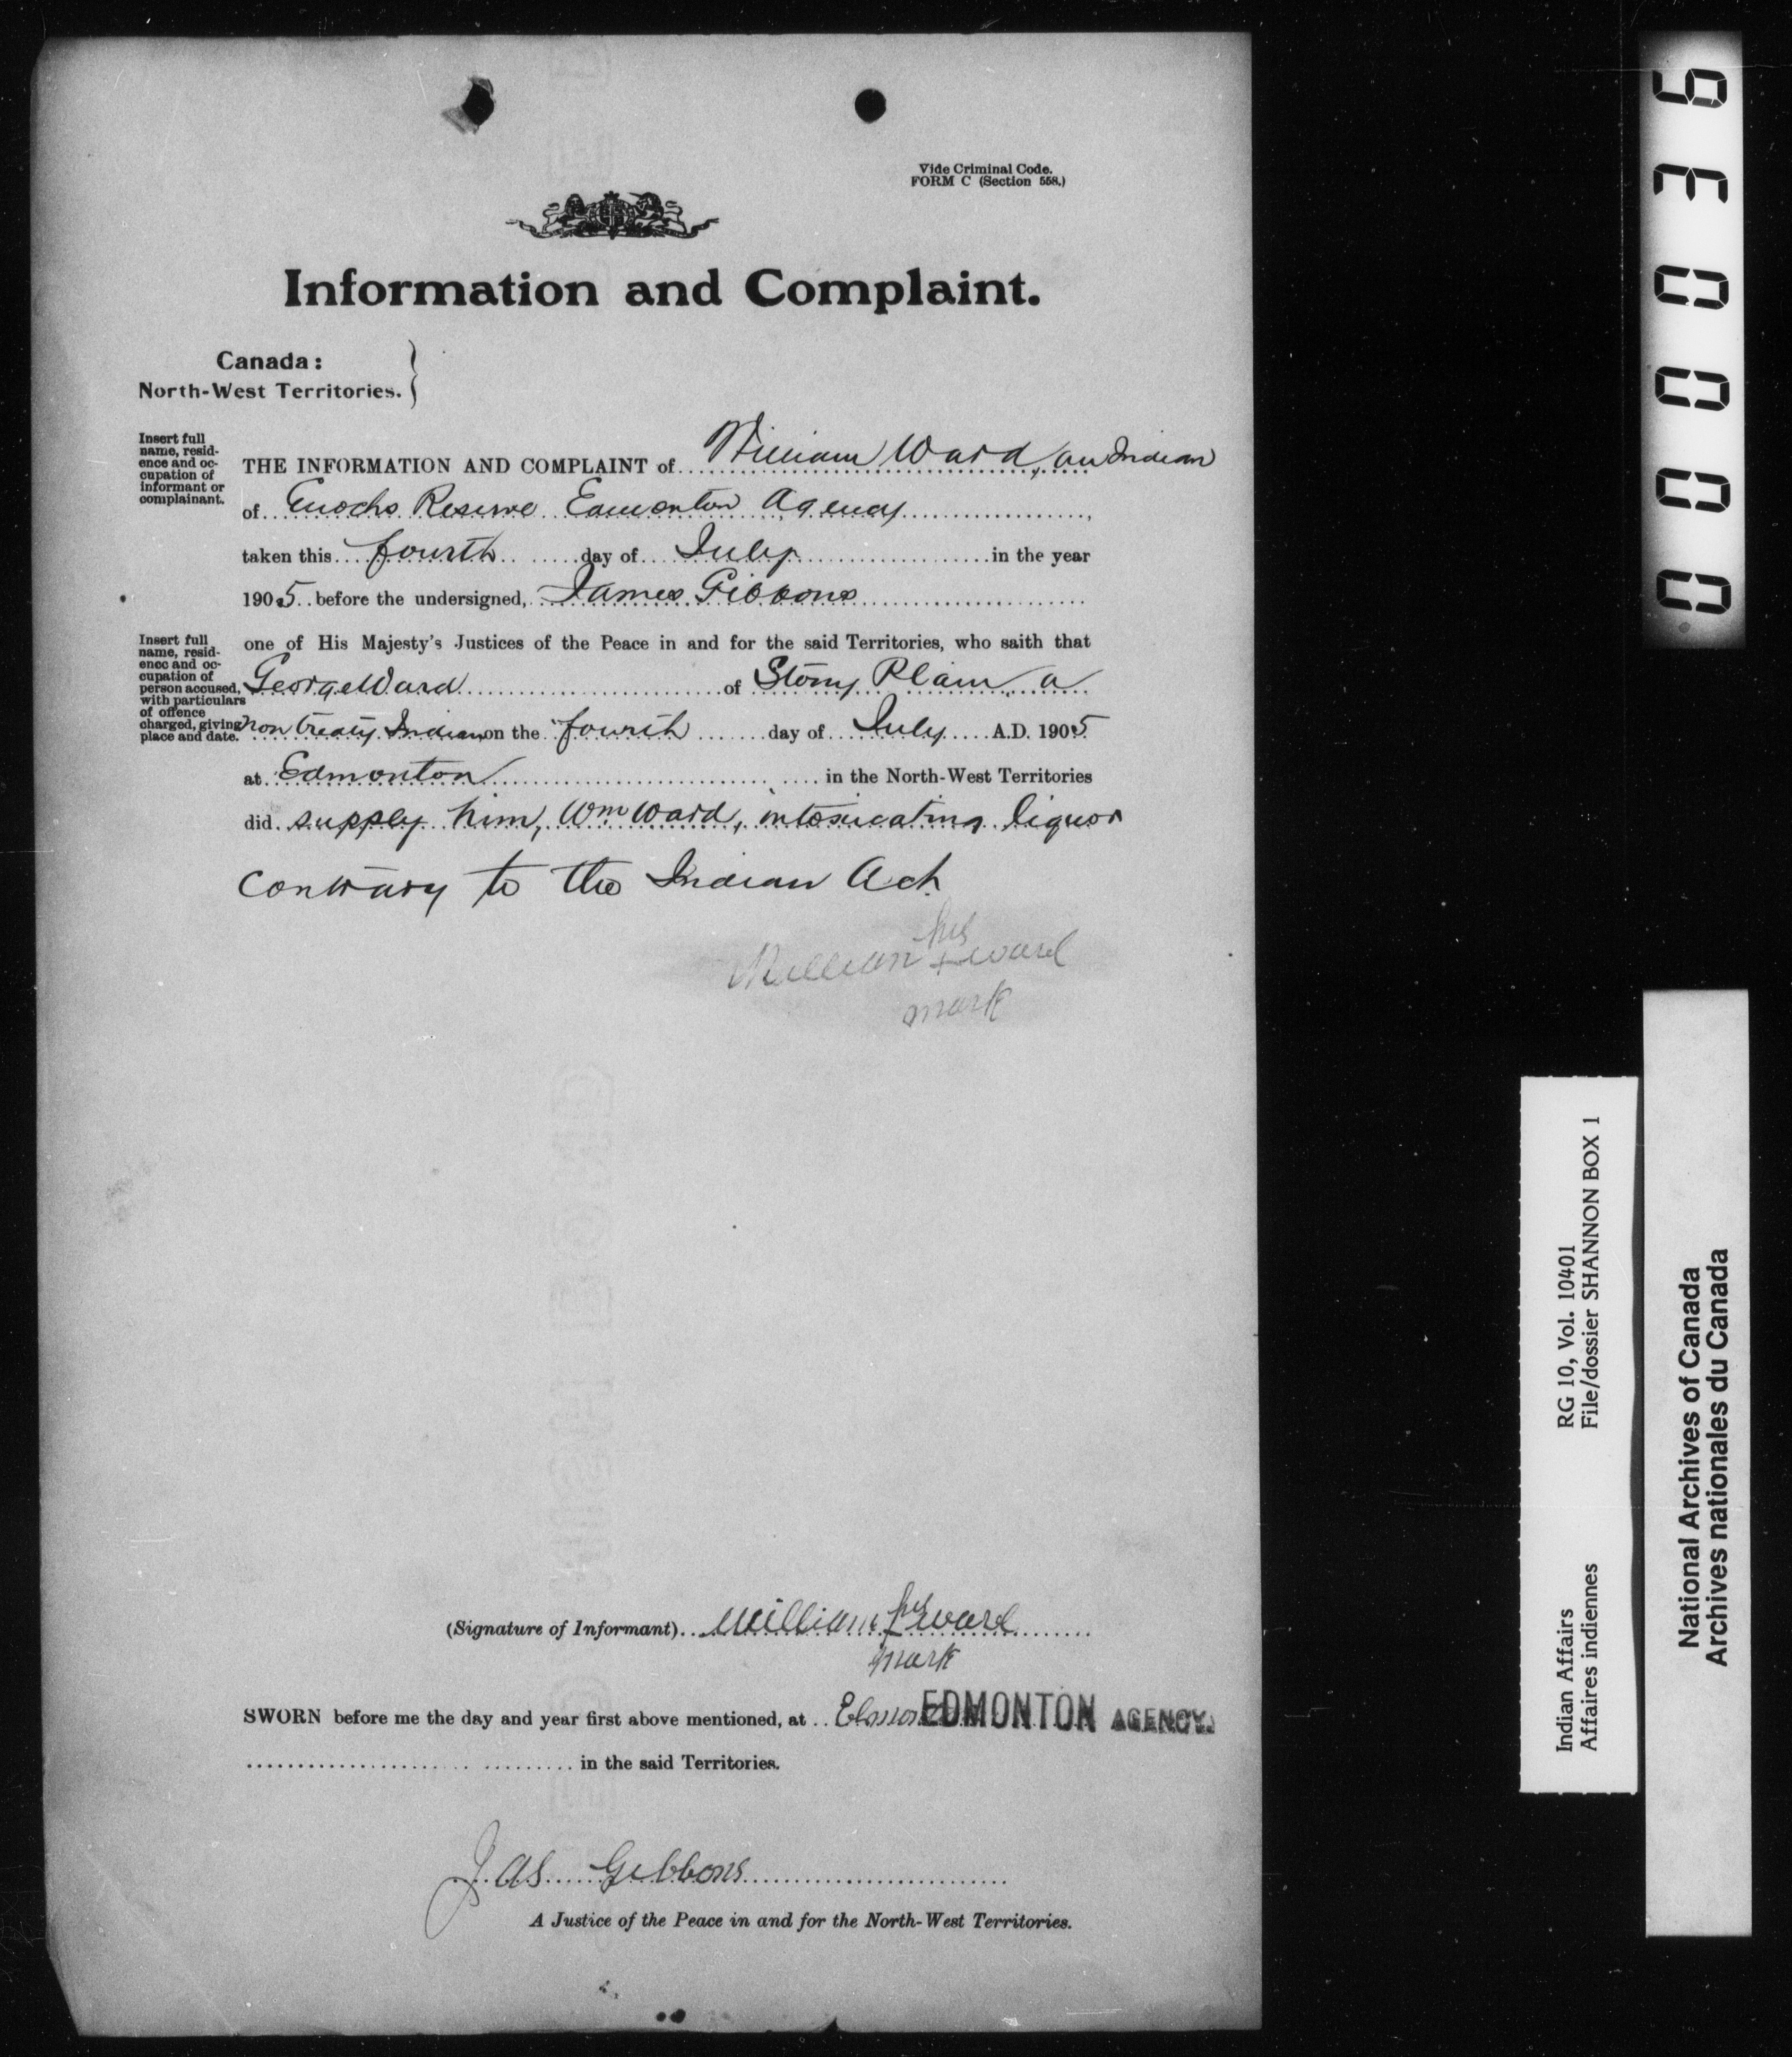 Vide Criminal Code.
FORM C (Section 558.)
Information and Complaint.
Canada:
North-West Territories.
Insert full
name, resid-
ence and oc-
cupation of
informant or
complainant.
THE INFORMATION AND COMPLAINT of William Ward, an Indian
of Enochs Reserve Edmonton Agency
taken this fourth day of July in the year
1905 before the undersigned, James Gibbons
one of His Majesty's Justices of the Peace in and for the said Territories, who saith that
Insert full
name, resid-
ence and oc-
cupation of
person accused,
with particulars
of offence
charged, giving
place and date.
George Ward of Stony Plain, a
non treaty Indian on the fourth day of July A.D. 1905
at Edmonton in the North-West Territories
did supply him, Wm Ward, intoxicating liquor
contrary to the Indian Act.
his
William + ward
mark
his
(Signature of Informant) William + ward
mark
SWORN before me the day and year first above mentioned, at EDMONTON AGENCY.
in the said Territories.
Jas Gibbons
A Justice of the Peace in and for the North-West Territories.
000036
Indian Affairs RG 10, Vol. 10401
Affaires indiennes File/dossier SHANNON BOX 1
National Archives of Canada
Archives nationales du Canada